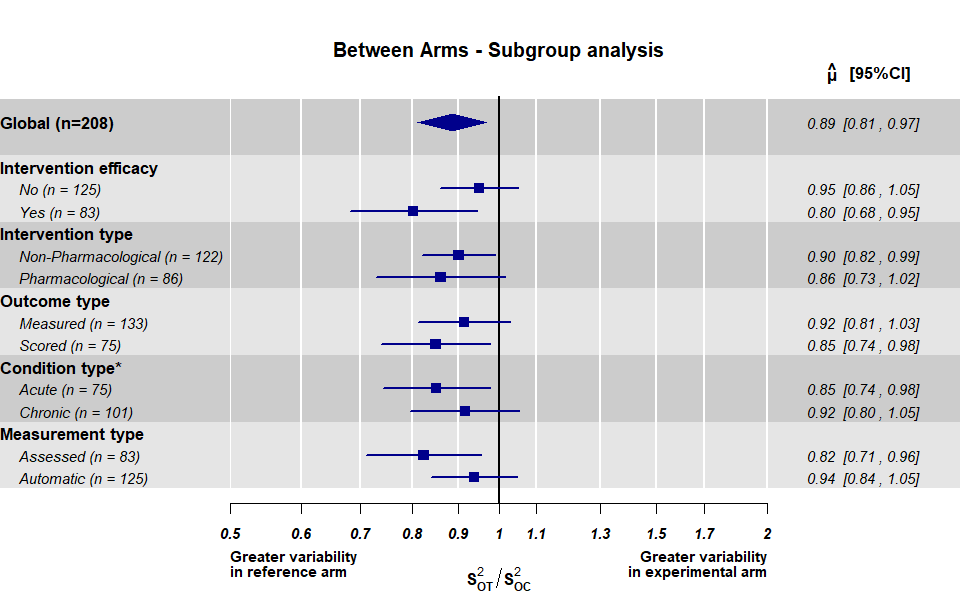 Between Arms - Subgroup analysis
μ̂ [95%CI]
Global (n=208) 0.89 [0.81 , 0.97]
Intervention efficacy
No (n = 125) 0.95 [0.86 , 1.05]
Yes (n = 83) 0.80 [0.68 , 0.95]
Intervention type
Non-Pharmacological (n = 122) 0.90 [0.82 , 0.99]
Pharmacological (n = 86) 0.86 [0.73 , 1.02]
Outcome type
Measured (n = 133) 0.92 [0.81 , 1.03]
Scored (n = 75) 0.85 [0.74 , 0.98]
Condition type*
Acute (n = 75) 0.85 [0.74 , 0.98]
Chronic (n = 101) 0.92 [0.80 , 1.05]
Measurement type
Assessed (n = 83) 0.82 [0.71 , 0.96]
Automatic (n = 125) 0.94 [0.84 , 1.05]
0.5 0.6 0.7 0.8 0.9 1 1.1 1.3 1.5 1.7 2
Greater variability
in reference arm
Greater variability
in experimental arm
S²OT / S²OC